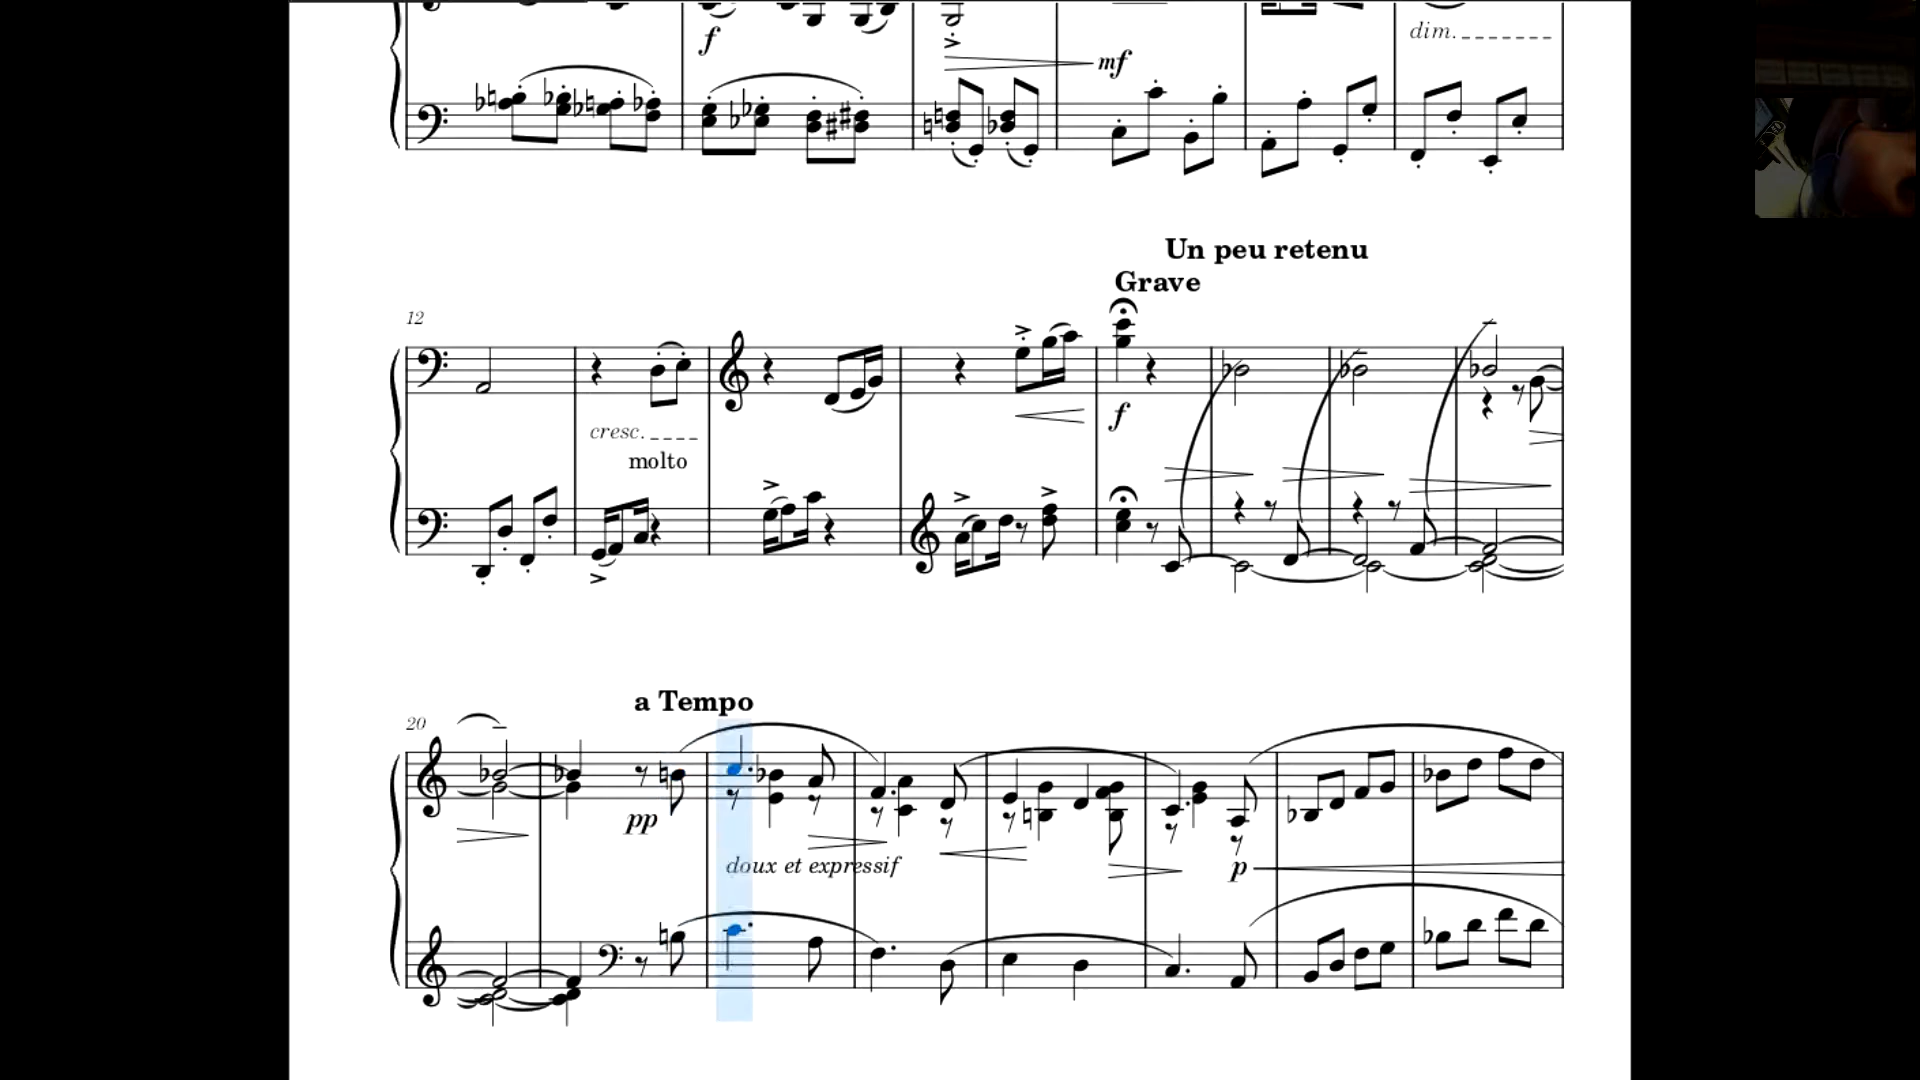 f
dim.
mf
Un peu retenu
Grave
12
cresc.
f
molto
a Tempo
20
pp
doux et expressif
p